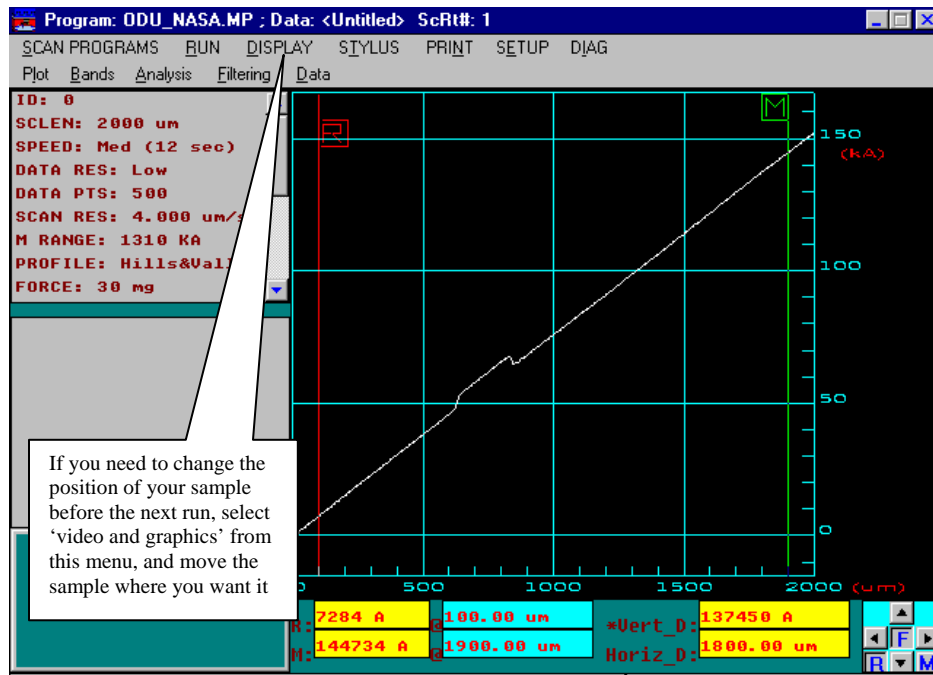 Program: ODU_NASA.MP ; Data: <Untitled> ScRt#: 1
SCAN PROGRAMS RUN DISPLAY STYLUS PRINT SETUP DIAG
Plot Bands Analysis Filtering Data
ID: 0
SCLEN: 2000 um
SPEED: Med (12 sec)
DATA RES: Low
DATA PTS: 500
SCAN RES: 4.000 um/s
M RANGE: 1310 KA
PROFILE: Hills&Vall
FORCE: 30 mg
R
M
150
(kA)
100
50
0
If you need to change the
position of your sample
before the next run, select
‘video and graphics’ from
this menu, and move the
sample where you want it
500 1000 1500 2000 (um)
R: 7284 A @ 100.00 um *Vert_D: 137450 A
M: 144734 A @ 1900.00 um Horiz_D: 1800.00 um
F
R M